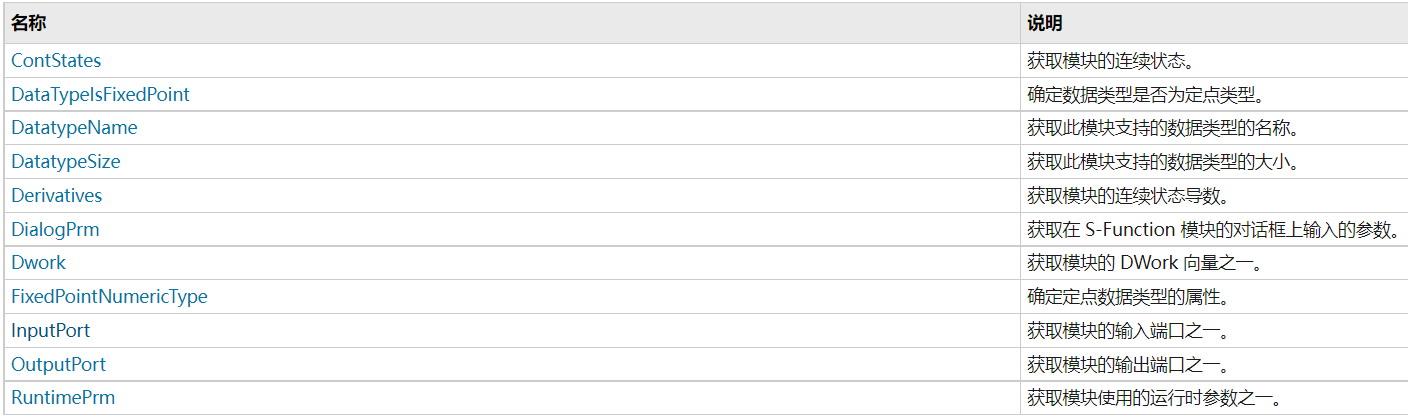 名称 说明
ContStates 获取模块的连续状态。
DataTypeIsFixedPoint 确定数据类型是否为定点类型。
DatatypeName 获取此模块支持的数据类型的名称。
DatatypeSize 获取此模块支持的数据类型的大小。
Derivatives 获取模块的连续状态导数。
DialogPrm 获取在 S-Function 模块的对话框上输入的参数。
Dwork 获取模块的 DWork 向量之一。
FixedPointNumericType 确定定点数据类型的属性。
InputPort 获取模块的输入端口之一。
OutputPort 获取模块的输出端口之一。
RuntimePrm 获取模块使用的运行时参数之一。